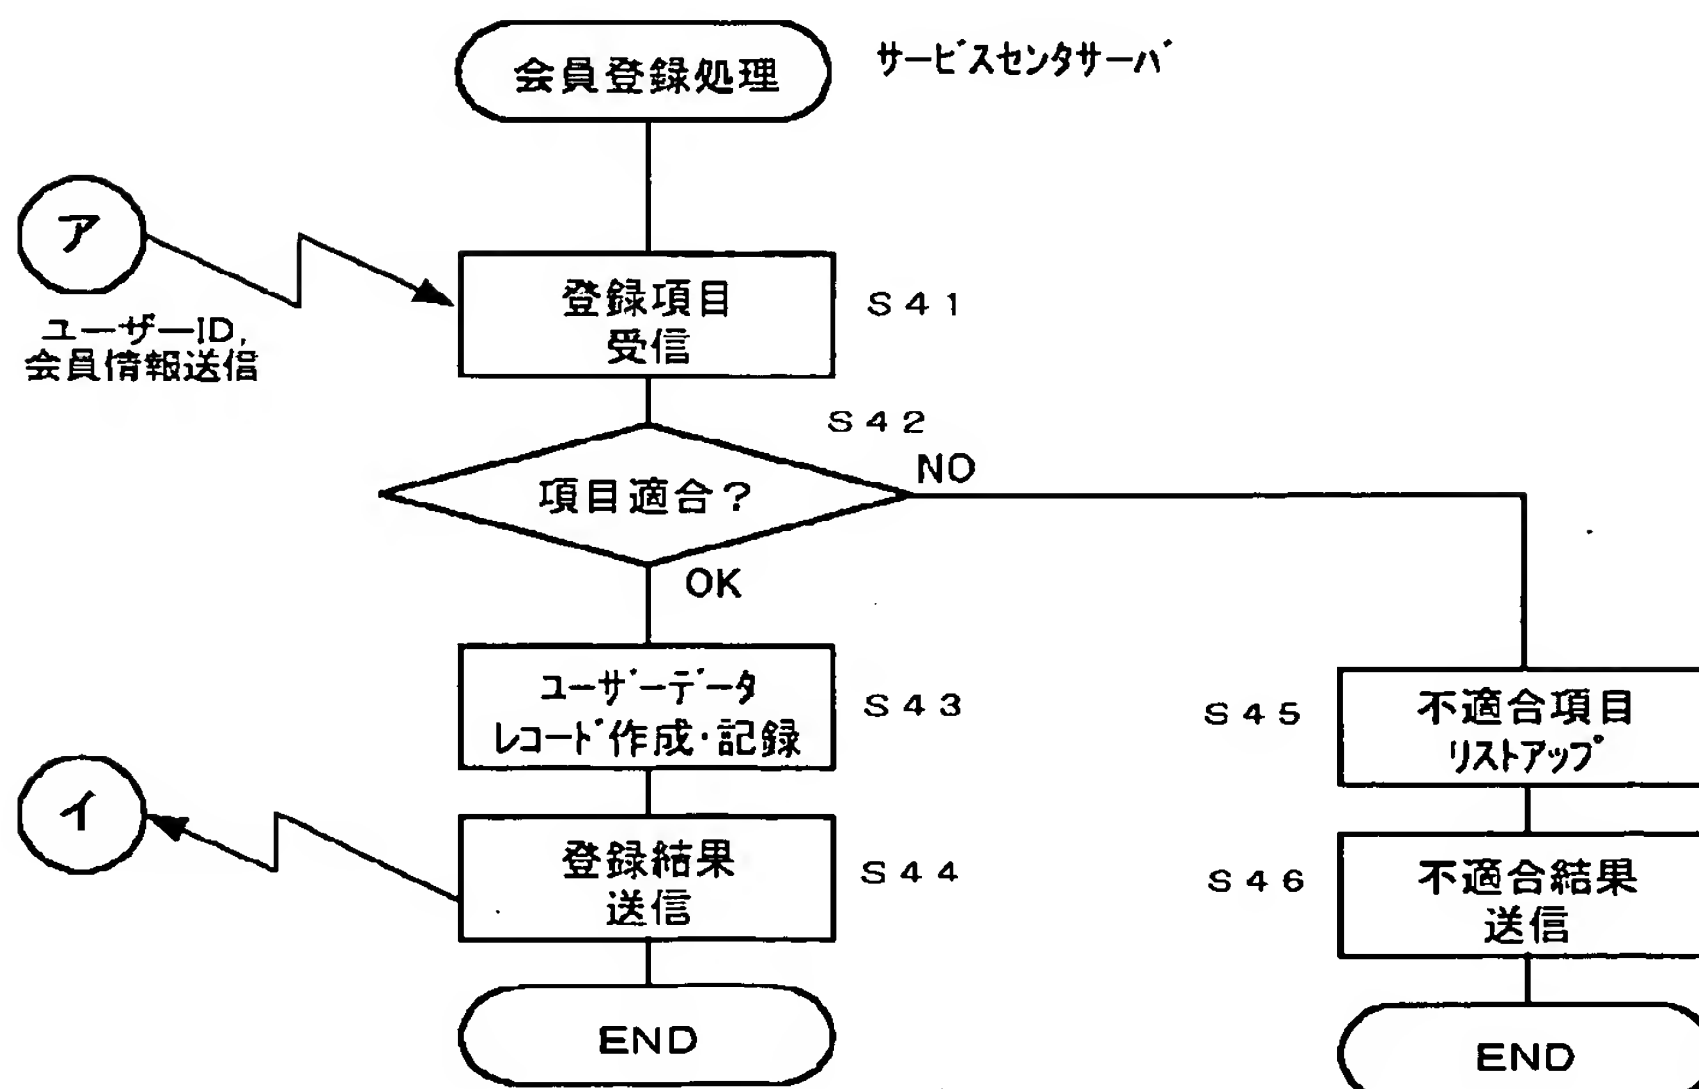 会員登録処理
サービスセンタサーバ
ア
ユーザーID,
会員情報送信
登録項目
受信
S41
S42
項目適合?
NO
OK
ユーザーデータ
レコード作成・記録
S43
S45
不適合項目
リストアップ
イ
登録結果
送信
S44
S46
不適合結果
送信
END
END